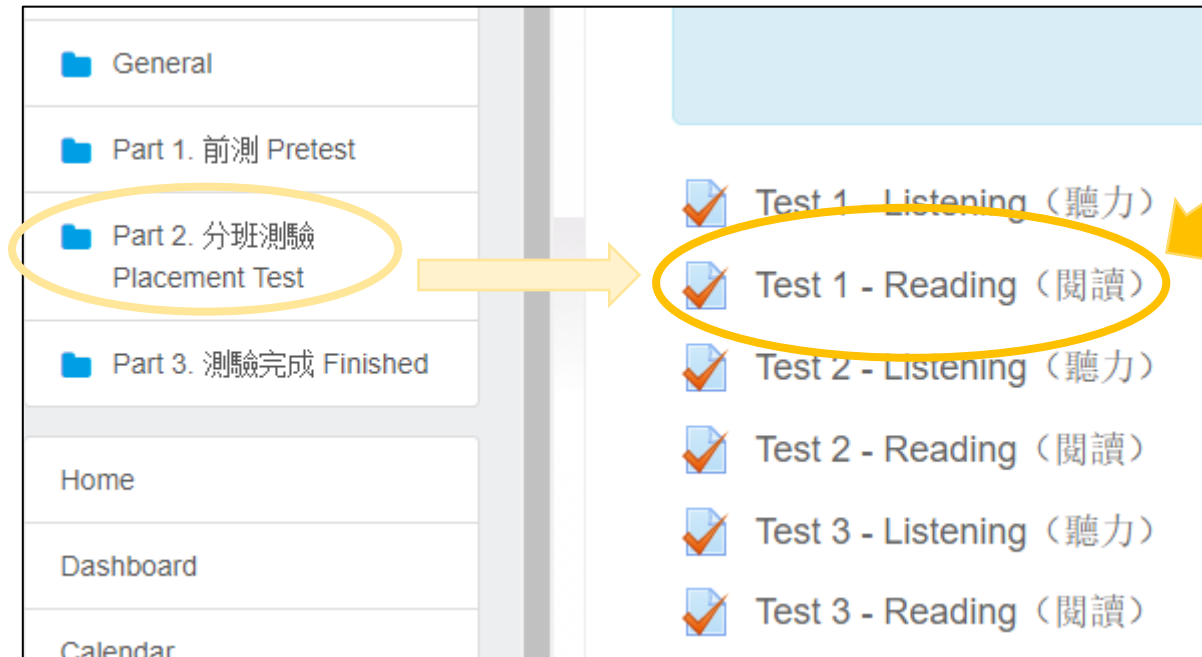 General
Part 1. 前測 Pretest
Part 2. 分班測驗
Placement Test
Part 3. 測驗完成 Finished
Home
Dashboard
Calendar
Test 1 - Listening（聽力）
Test 1 - Reading（閱讀）
Test 2 - Listening（聽力）
Test 2 - Reading（閱讀）
Test 3 - Listening（聽力）
Test 3 - Reading（閱讀）